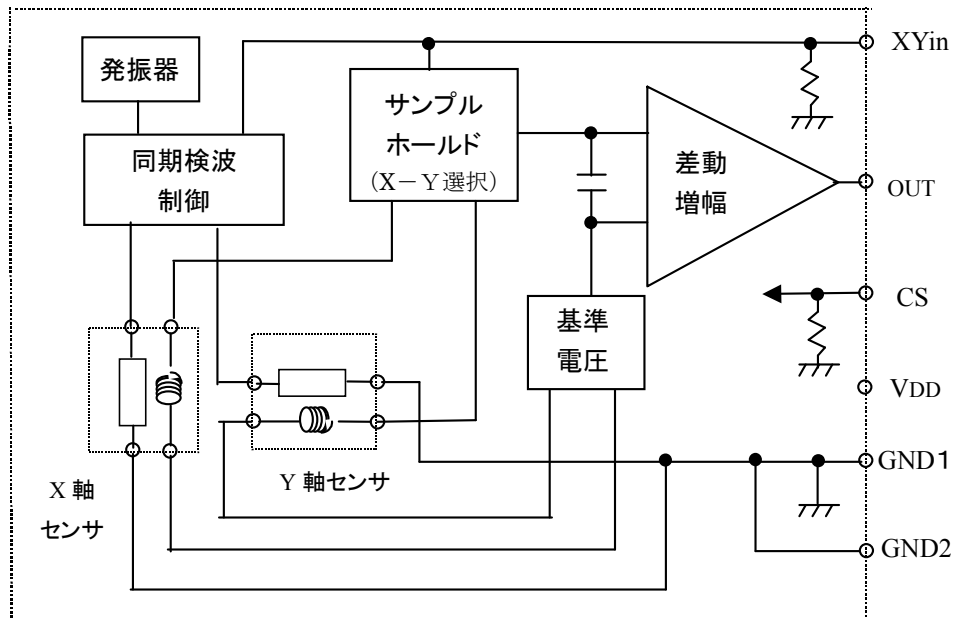 XYin
発振器
サンプル
ホールド
(X－Y選択)
同期検波
制御
差動
増幅
OUT
CS
基準
電圧
VDD
GND1
X 軸
センサ
Y 軸センサ
GND2